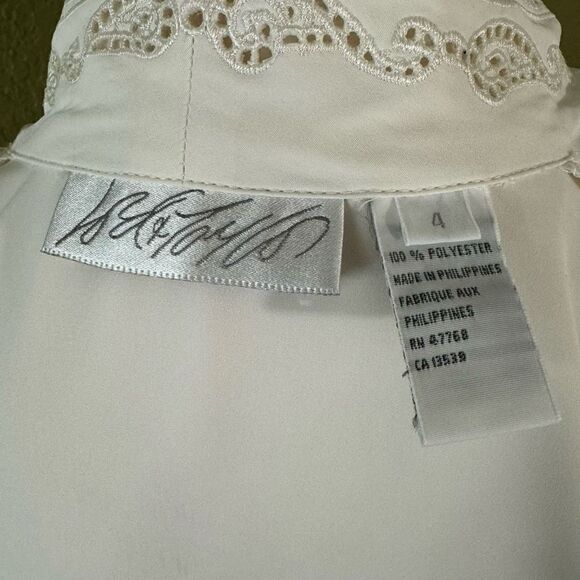 4
100 % POLYESTER
MADE IN PHILIPPINES
FABRIQUE AUX
PHILIPPINES
RN 47768
CA 13539